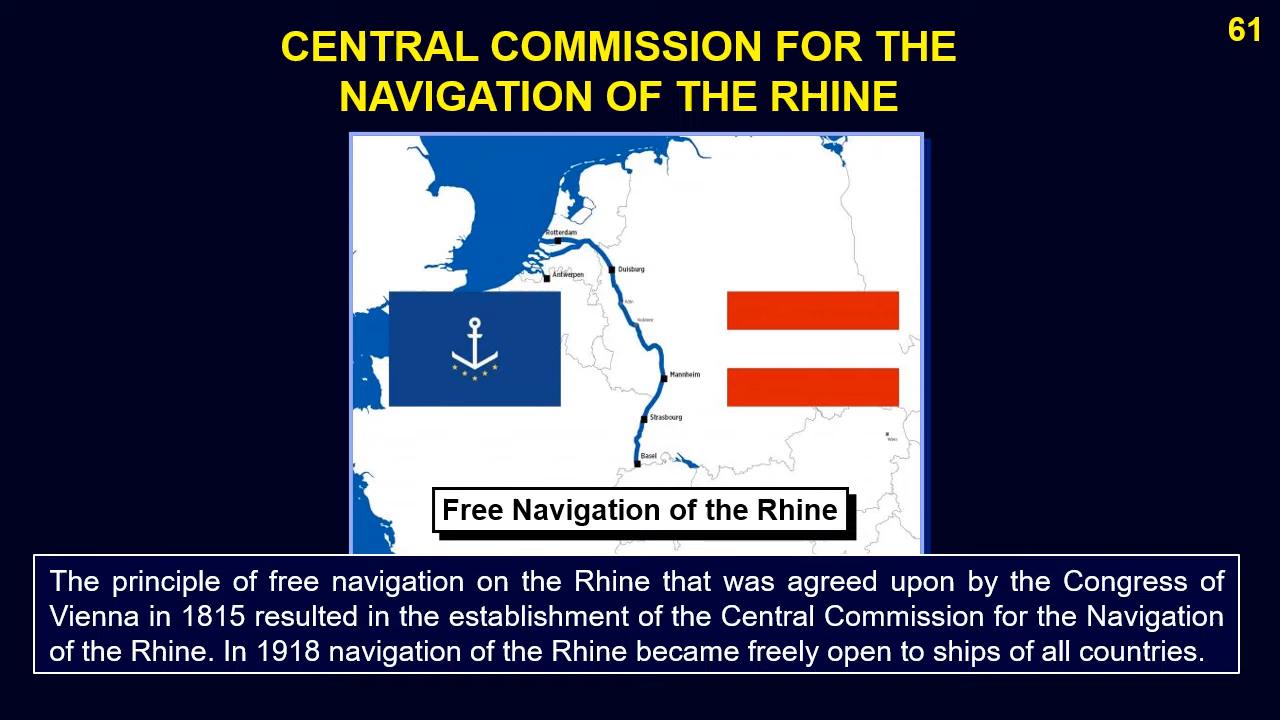 61
CENTRAL COMMISSION FOR THE
NAVIGATION OF THE RHINE
Rotterdam
Antwerpen
Duisburg
Köln
Koblenz
Mannheim
Strasbourg
Basel
Wien
Free Navigation of the Rhine
The principle of free navigation on the Rhine that was agreed upon by the Congress of
Vienna in 1815 resulted in the establishment of the Central Commission for the Navigation
of the Rhine. In 1918 navigation of the Rhine became freely open to ships of all countries.